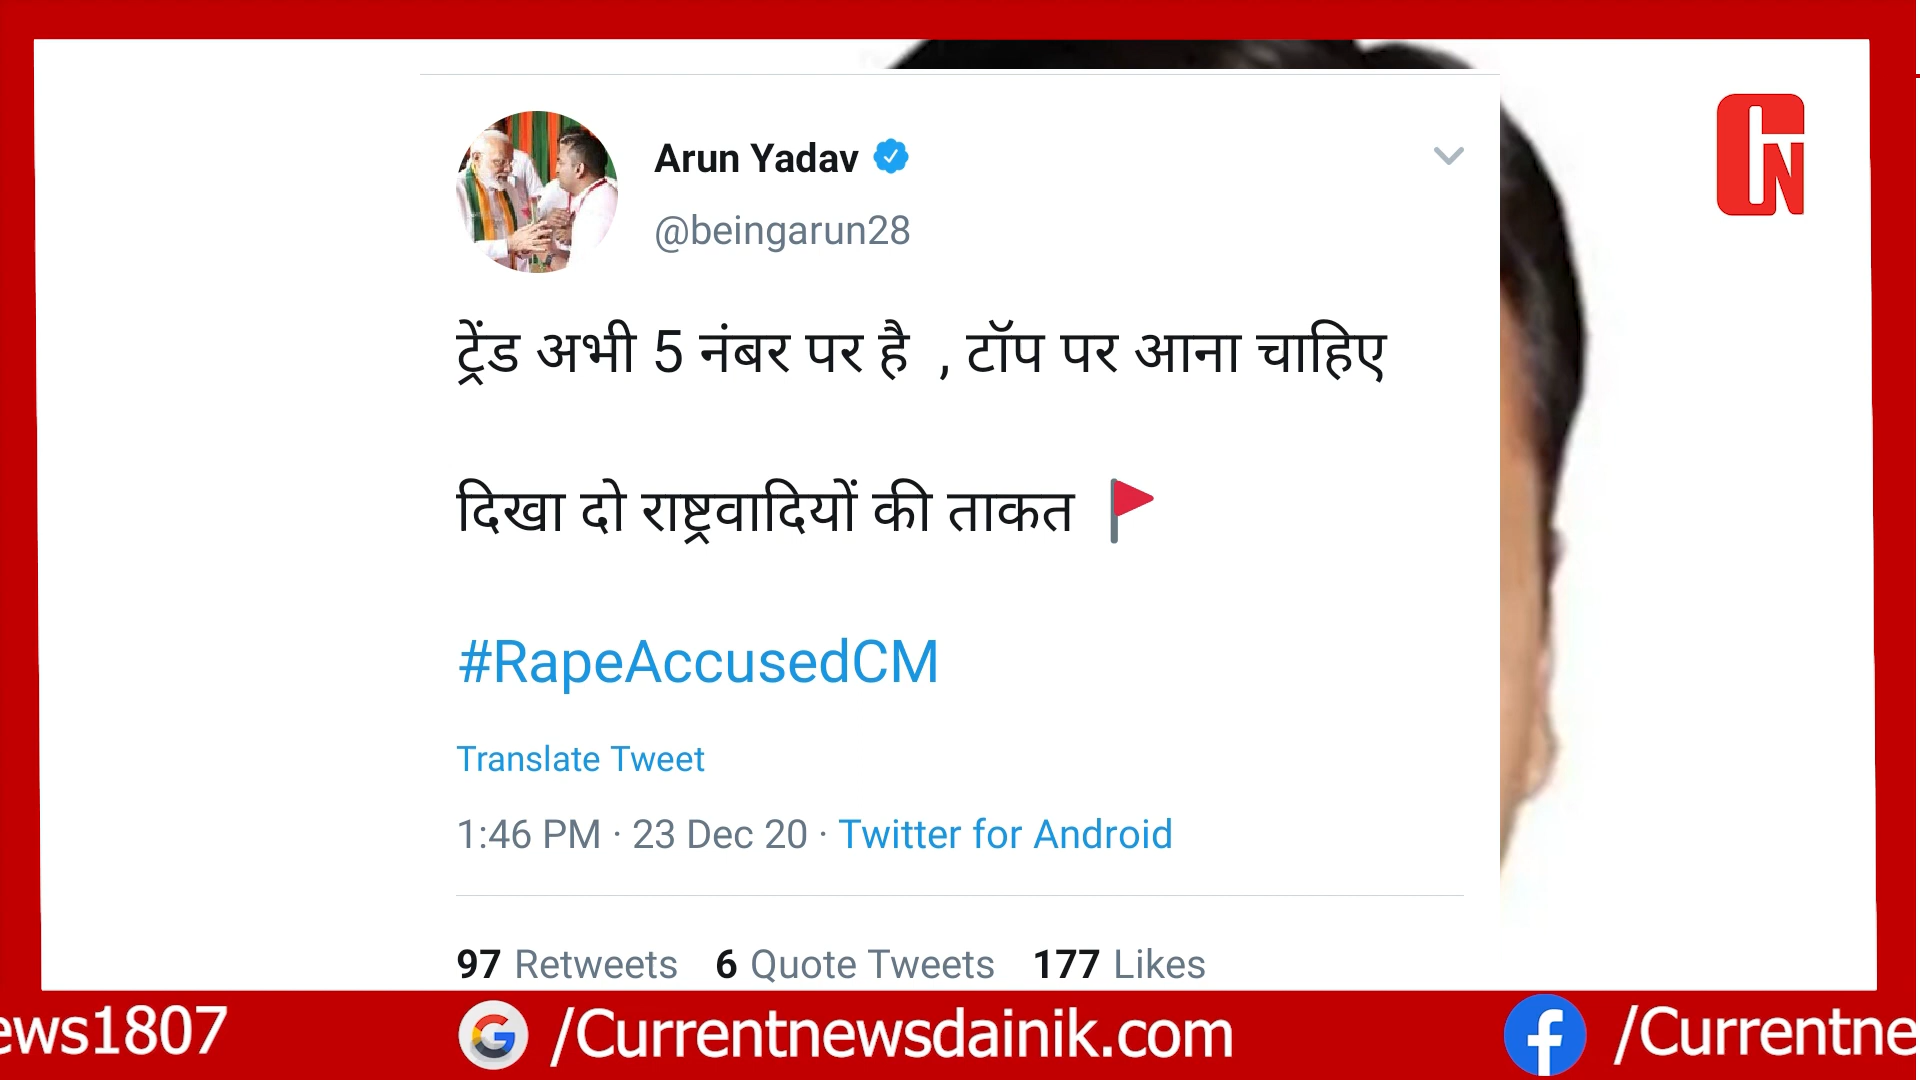 Arun Yadav
@beingarun28
ट्रेंड अभी 5 नंबर पर है , टॉप पर आना चाहिए
दिखा दो राष्ट्रवादियों की ताकत
#RapeAccusedCM
Translate Tweet
1:46 PM · 23 Dec 20 · Twitter for Android
97 Retweets 6 Quote Tweets 177 Likes
CN
ews1807 /Currentnewsdainik.com /Currentne